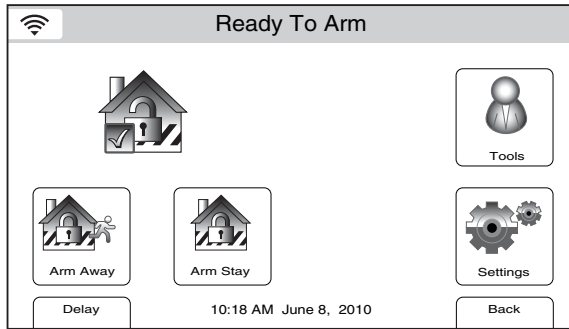 Ready To Arm
Tools
Arm Away
Arm Stay
Settings
Delay
10:18 AM June 8, 2010
Back